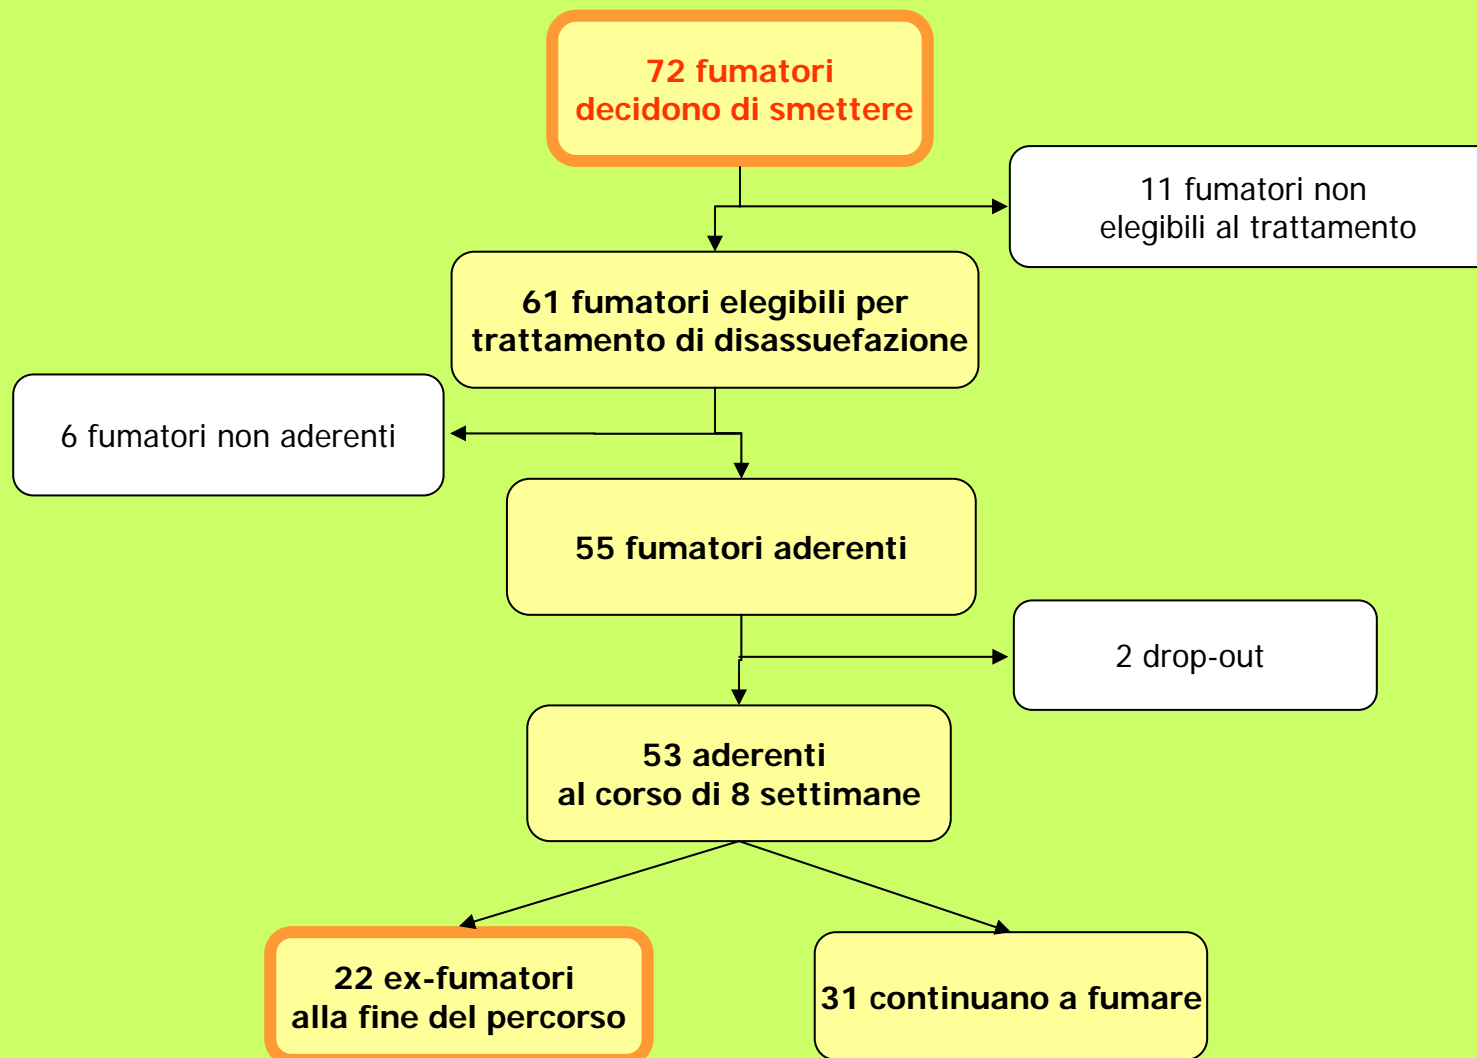 72 fumatori
decidono di smettere
11 fumatori non
elegibili al trattamento
61 fumatori elegibili per
trattamento di disassuefazione
6 fumatori non aderenti
55 fumatori aderenti
2 drop-out
53 aderenti
al corso di 8 settimane
22 ex-fumatori
alla fine del percorso
31 continuano a fumare